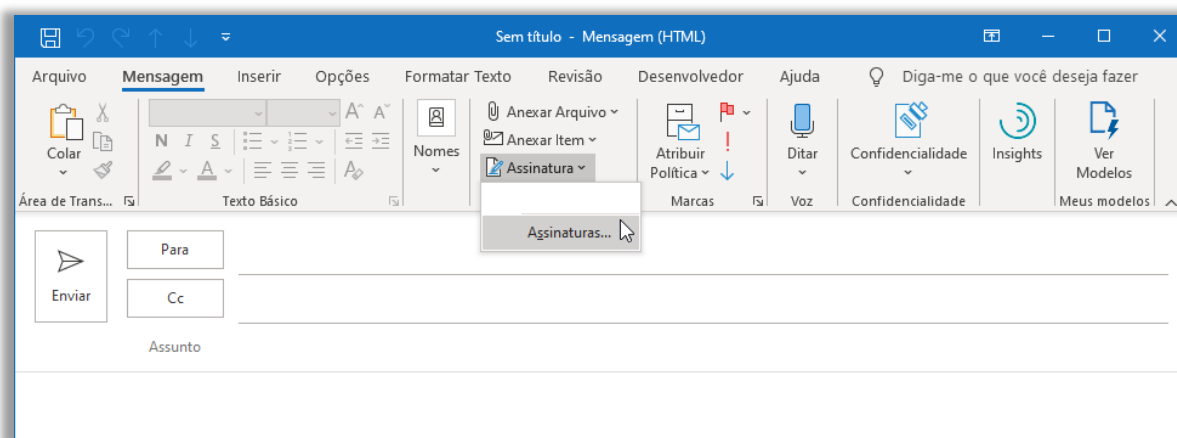 Sem título - Mensagem (HTML)
Arquivo Mensagem Inserir Opções Formatar Texto Revisão Desenvolvedor Ajuda Diga-me o que você deseja fazer
Colar
N I S
A A
Nomes
Anexar Arquivo
Anexar Item
Assinatura
Atribuir
Política
Ditar
Confidencialidade
Insights
Ver
Modelos
Área de Trans... Texto Básico Marcas Voz Confidencialidade Meus modelos
Assinaturas...
Enviar
Para
Cc
Assunto